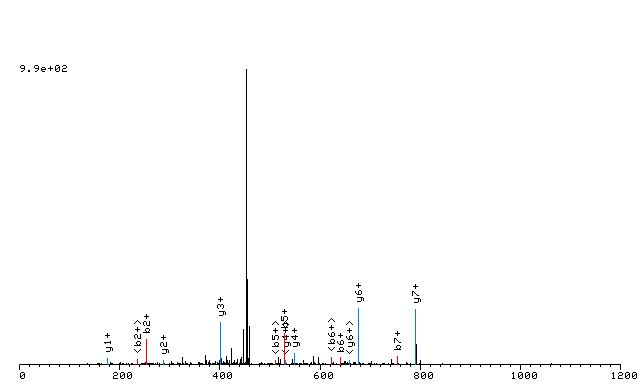 9.9e+02
y1+
<b2+>
b2+
y2+
y3+
<b5+>
b5+
<y4+>
y4+
<b6+>
b6+
<y6+>
y6+
b7+
y7+
0 200 400 600 800 1000 1200